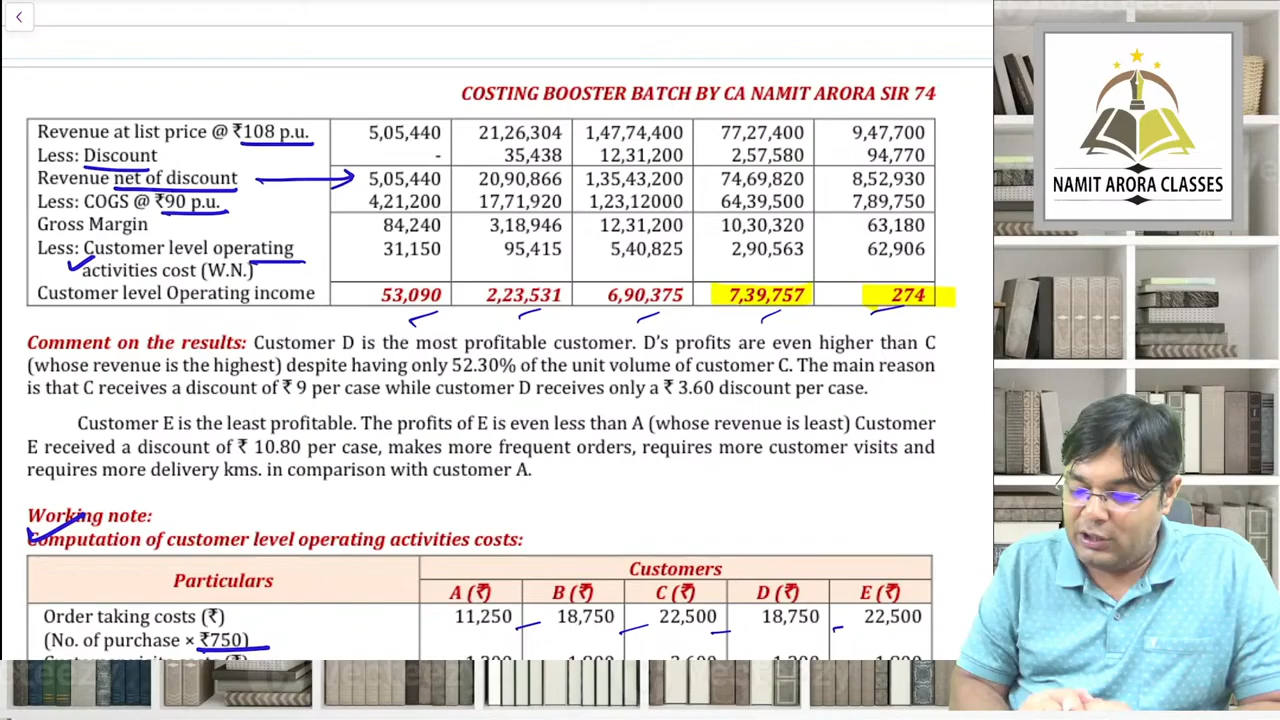 COSTING BOOSTER BATCH BY CA NAMIT ARORA SIR 74
Revenue at list price @ ₹108 p.u. 5,05,440 21,26,304 1,47,74,400 77,27,400 9,47,700
Less: Discount - 35,438 12,31,200 2,57,580 94,770
Revenue net of discount 5,05,440 20,90,866 1,35,43,200 74,69,820 8,52,930
Less: COGS @ ₹90 p.u. 4,21,200 17,71,920 1,23,12000 64,39,500 7,89,750
Gross Margin 84,240 3,18,946 12,31,200 10,30,320 63,180
Less: Customer level operating 31,150 95,415 5,40,825 2,90,563 62,906
activities cost (W.N.)
Customer level Operating income 53,090 2,23,531 6,90,375 7,39,757 274
Comment on the results: Customer D is the most profitable customer. D's profits are even higher than C
(whose revenue is the highest) despite having only 52.30% of the unit volume of customer C. The main reason
is that C receives a discount of ₹ 9 per case while customer D receives only a ₹ 3.60 discount per case.
Customer E is the least profitable. The profits of E is even less than A (whose revenue is least) Customer
E received a discount of ₹ 10.80 per case, makes more frequent orders, requires more customer visits and
requires more delivery kms. in comparison with customer A.
Working note:
Computation of customer level operating activities costs:
Particulars Customers
A (₹) B (₹) C (₹) D (₹) E (₹)
Order taking costs (₹) 11,250 18,750 22,500 18,750 22,500
(No. of purchase × ₹750)
NAMIT ARORA CLASSES